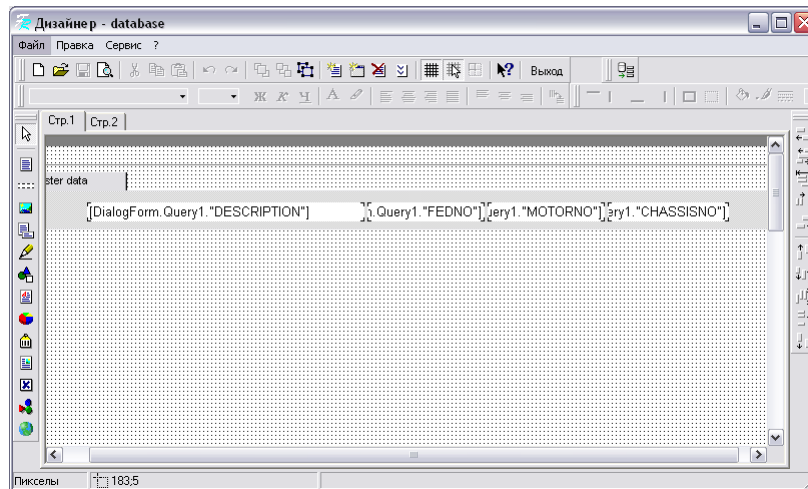 Дизайнер - database
Файл Правка Сервис ?
Выход
Ж К Ч А
Стр.1 Стр.2
ster data
[DialogForm.Query1."DESCRIPTION"] n.Query1."FEDNO"] uery1."MOTORNO"] ery1."CHASSISNO"]
Пикселы 183;5